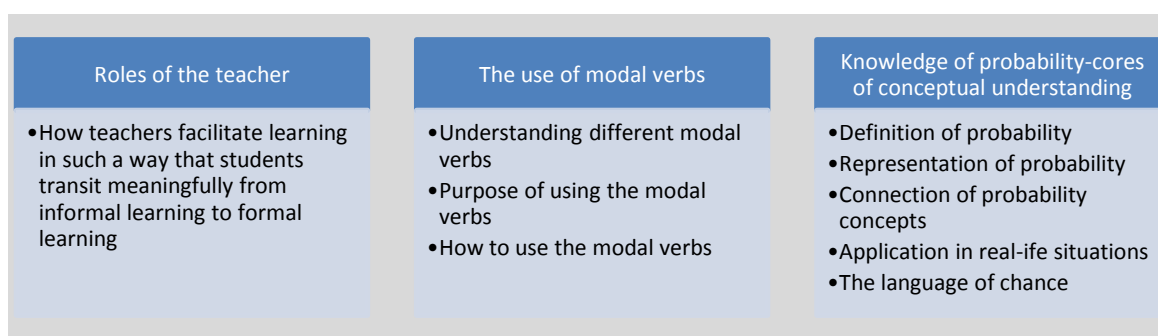 Roles of the teacher
•How teachers facilitate learning
in such a way that students
transit meaningfully from
informal learning to formal
learning
The use of modal verbs
•Understanding different modal
verbs
•Purpose of using the modal
verbs
•How to use the modal verbs
Knowledge of probability-cores
of conceptual understanding
•Definition of probability
•Representation of probability
•Connection of probability
concepts
•Application in real-ife situations
•The language of chance